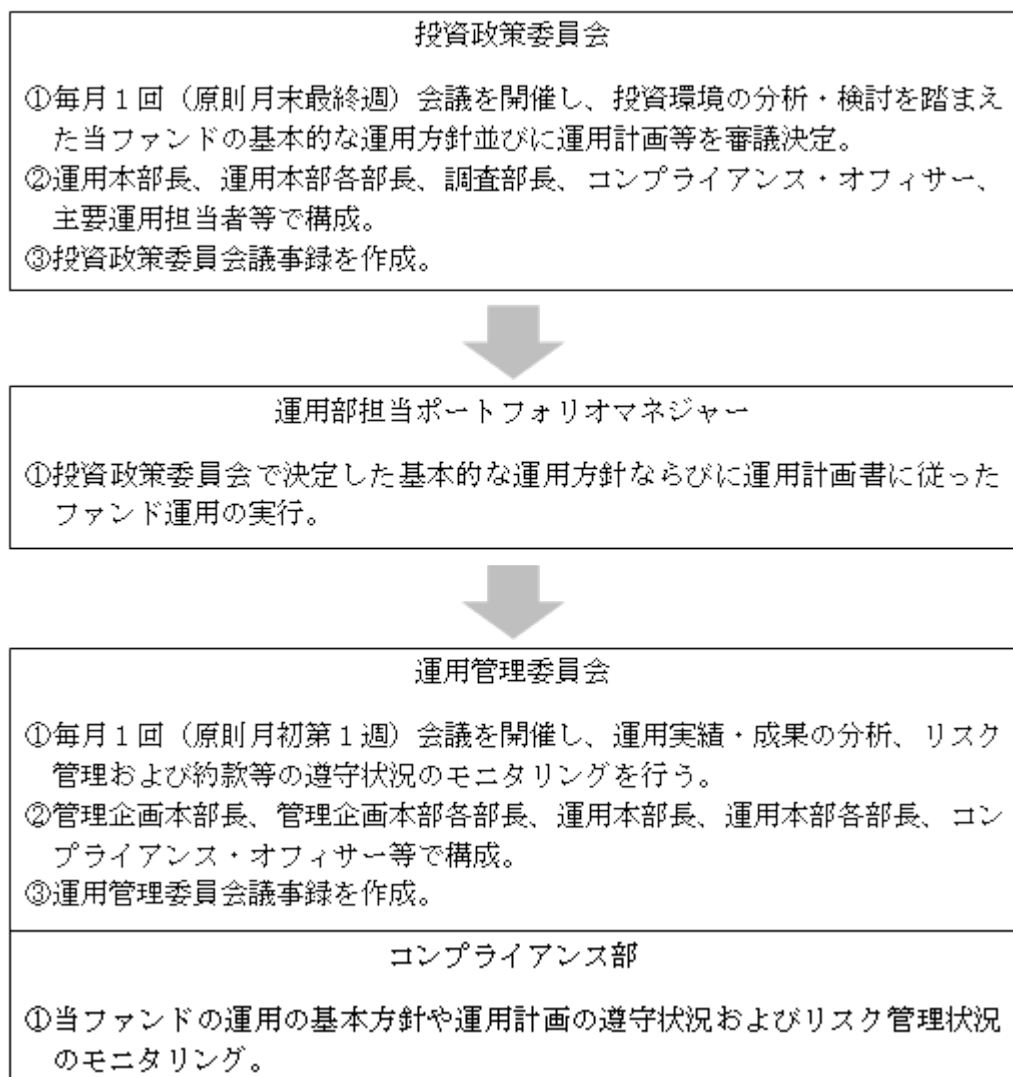 投資政策委員会
①毎月１回（原則月末最終週）会議を開催し、投資環境の分析・検討を踏まえ
た当ファンドの基本的な運用方針並びに運用計画等を審議決定。
②運用本部長、運用本部各部長、調査部長、コンプライアンス・オフィサー、
主要運用担当者等で構成。
③投資政策委員会議事録を作成。
運用部担当ポートフォリオマネジャー
①投資政策委員会で決定した基本的な運用方針ならびに運用計画書に従った
ファンド運用の実行。
運用管理委員会
①毎月１回（原則月初第１週）会議を開催し、運用実績・成果の分析、リスク
管理および約款等の遵守状況のモニタリングを行う。
②管理企画本部長、管理企画本部各部長、運用本部長、運用本部各部長、コン
プライアンス・オフィサー等で構成。
③運用管理委員会議事録を作成。
コンプライアンス部
①当ファンドの運用の基本方針や運用計画の遵守状況およびリスク管理状況
のモニタリング。